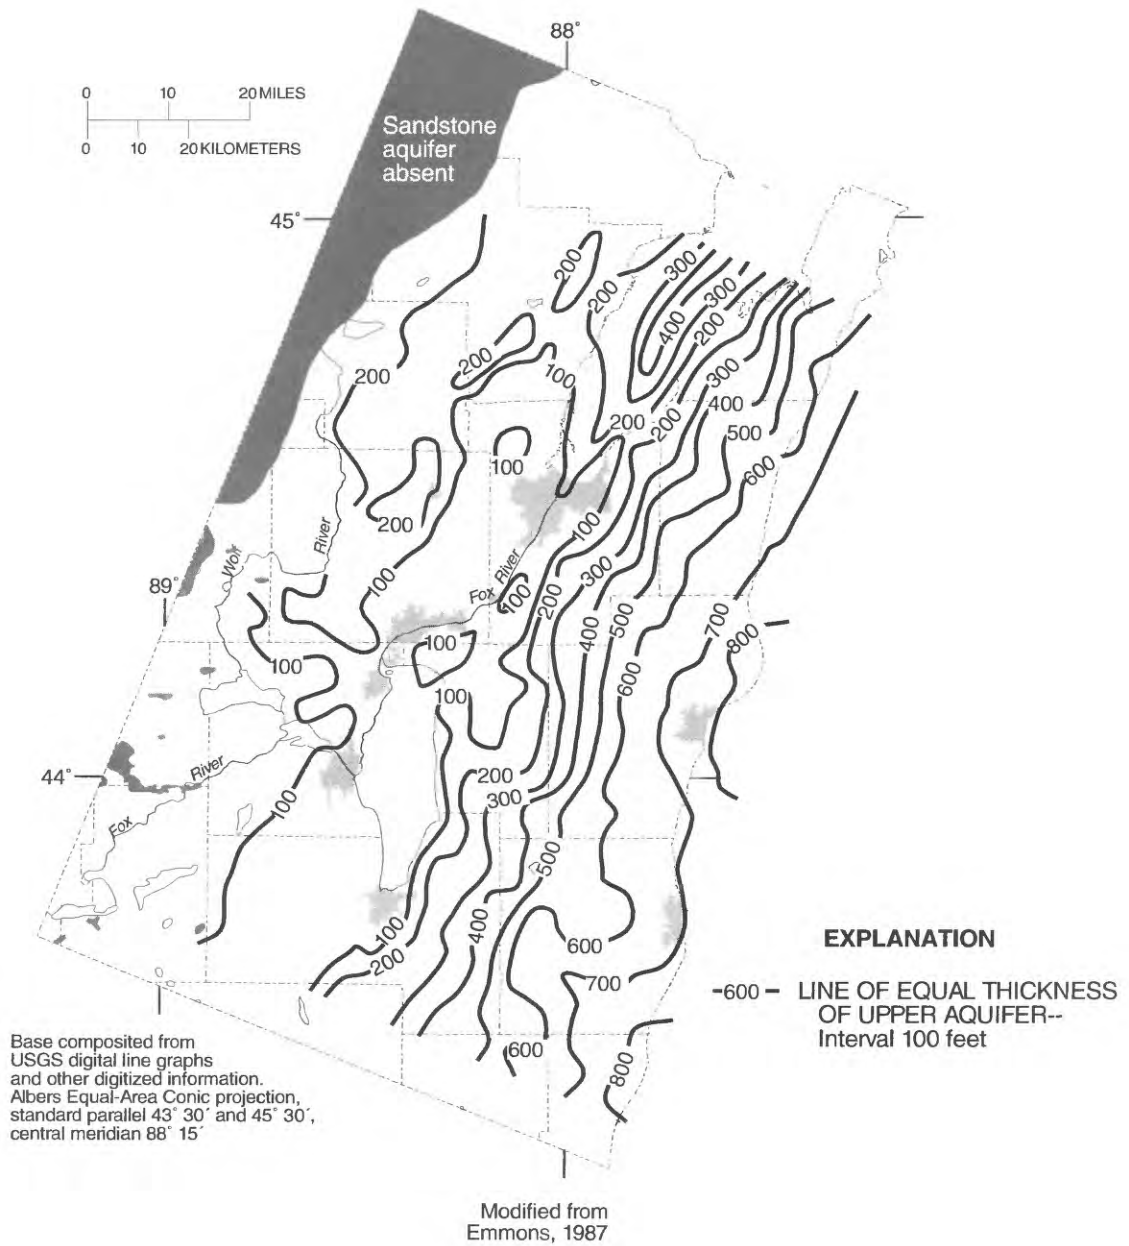 88°
0 10 20 MILES
0 10 20 KILOMETERS
Sandstone
aquifer
absent
45°
200
200
300
300
200
400
200
200
300
200
100
400
200
200
500
100
600
200
100
300
River
Wolf
89°
100
Fox River
100
200
500
400
700
800
100
100
600
100
44°
River
200
300
100
Fox
500
400
100
600
200
700
600
800
EXPLANATION
-600- LINE OF EQUAL THICKNESS
OF UPPER AQUIFER--
Interval 100 feet
Base composited from
USGS digital line graphs
and other digitized information.
Albers Equal-Area Conic projection,
standard parallel 43° 30´ and 45° 30´,
central meridian 88° 15´
Modified from
Emmons, 1987